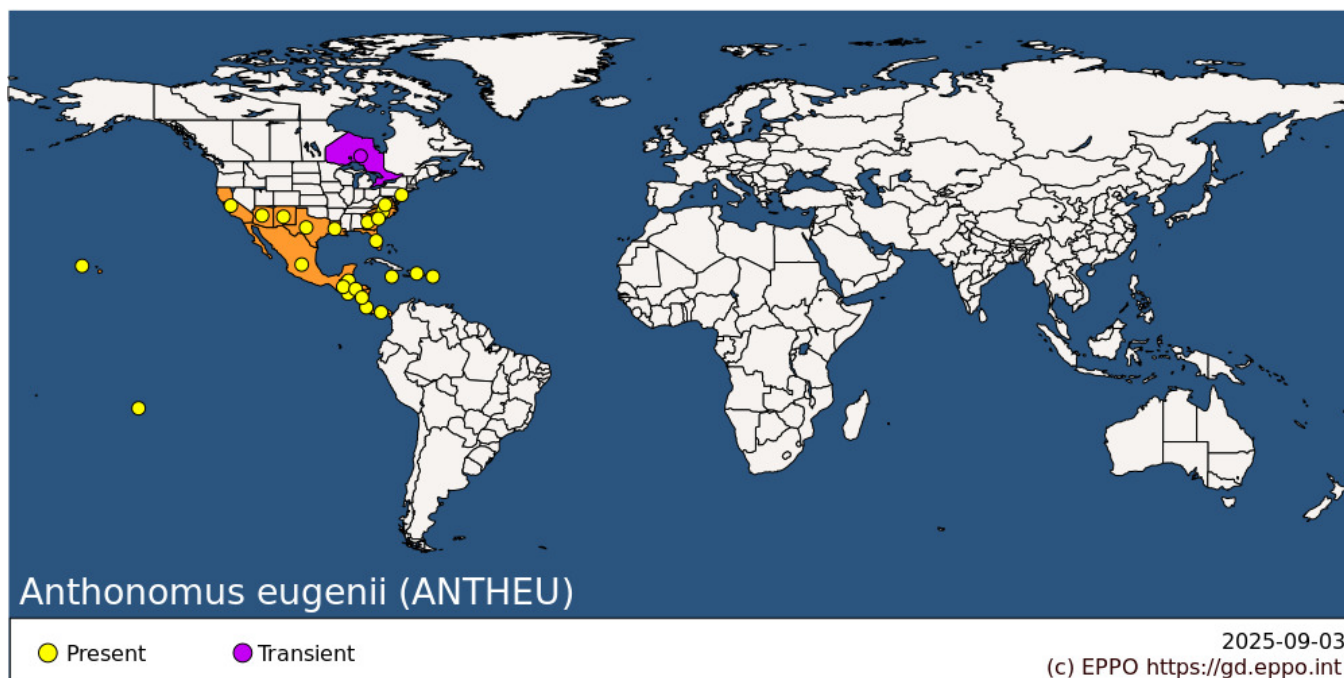 Anthonomus eugenii (ANTHEU)
Present
Transient
2025-09-03
(c) EPPO https://gd.eppo.int